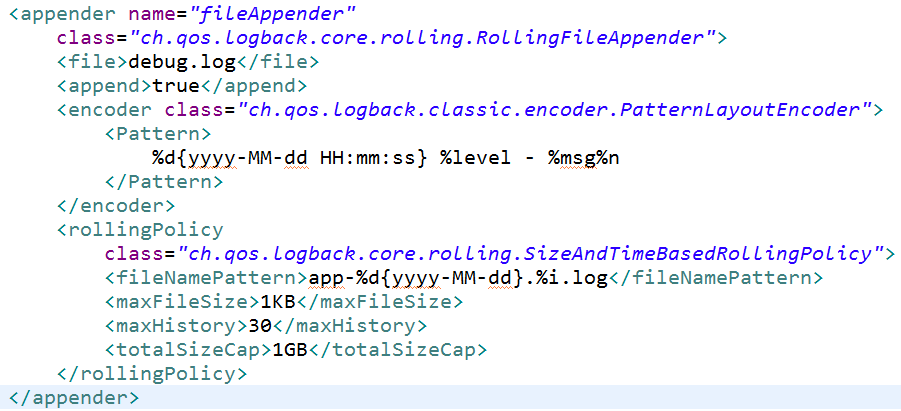 <appender name="fileAppender"
    class="ch.qos.logback.core.rolling.RollingFileAppender">
    <file>debug.log</file>
    <append>true</append>
    <encoder class="ch.qos.logback.classic.encoder.PatternLayoutEncoder">
        <Pattern>
            %d{yyyy-MM-dd HH:mm:ss} %level - %msg%n
        </Pattern>
    </encoder>
    <rollingPolicy
        class="ch.qos.logback.core.rolling.SizeAndTimeBasedRollingPolicy">
        <fileNamePattern>app-%d{yyyy-MM-dd}.%i.log</fileNamePattern>
        <maxFileSize>1KB</maxFileSize>
        <maxHistory>30</maxHistory>
        <totalSizeCap>1GB</totalSizeCap>
    </rollingPolicy>
</appender>